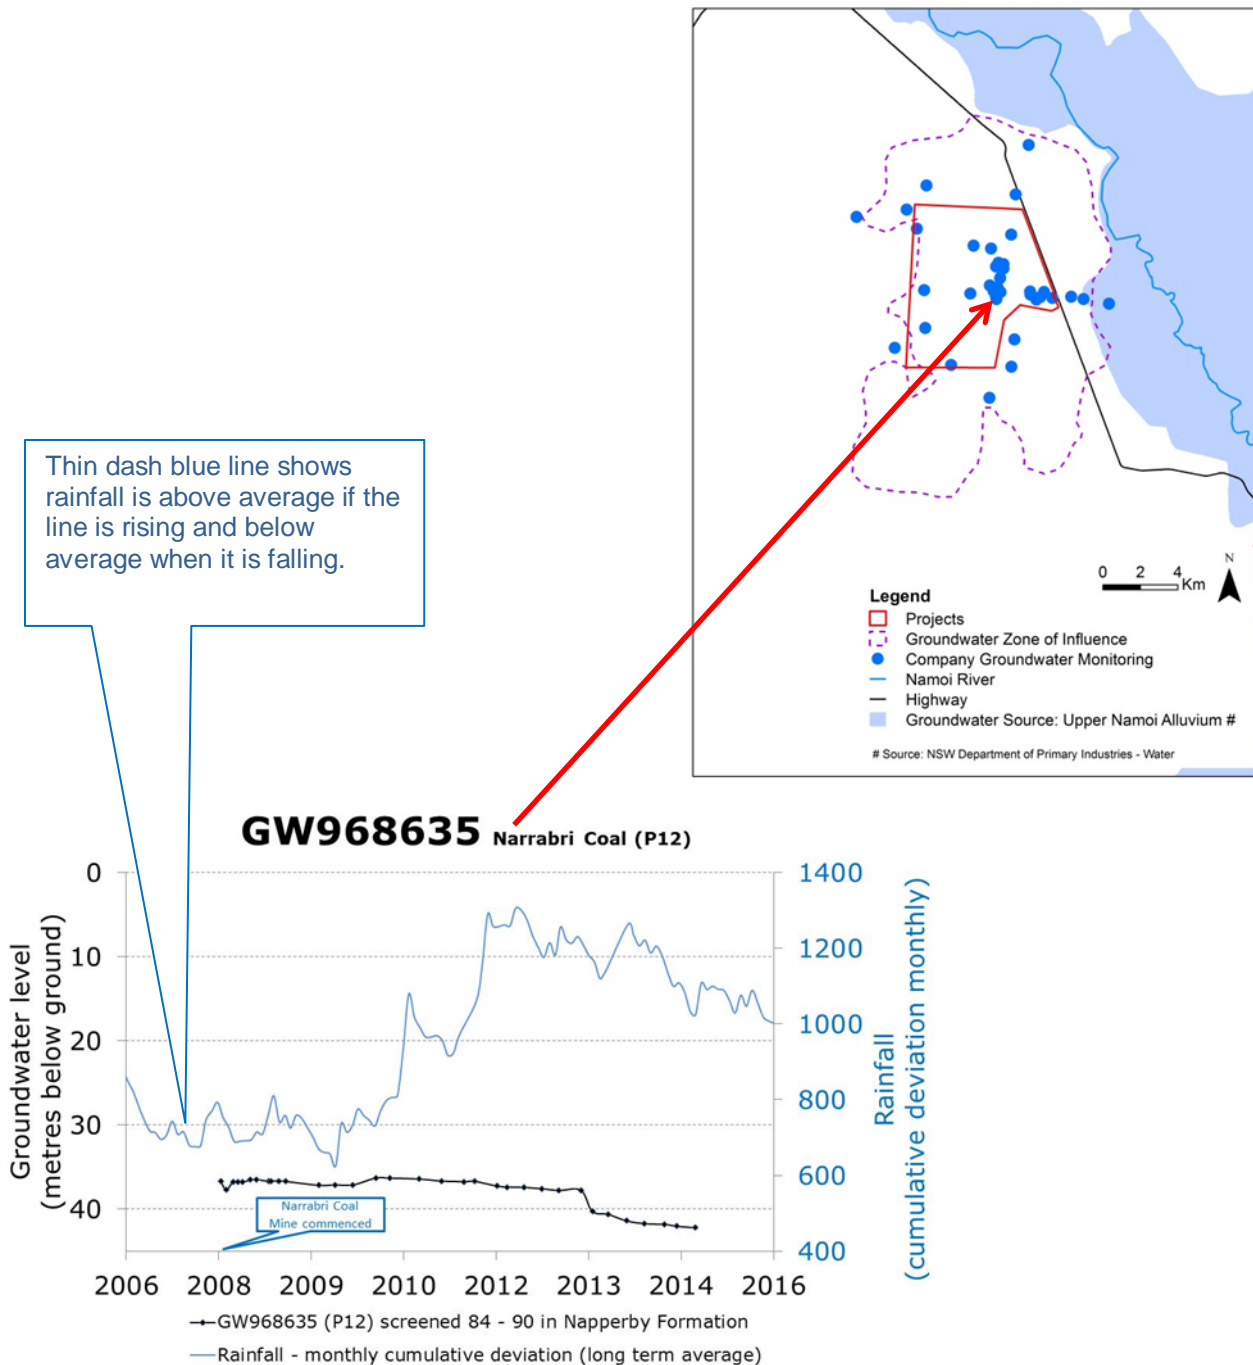 N
0 2 4
Km
Legend
Projects
Groundwater Zone of Influence
Company Groundwater Monitoring
Namoi River
Highway
Groundwater Source: Upper Namoi Alluvium #
# Source: NSW Department of Primary Industries - Water
Thin dash blue line shows
rainfall is above average if the
line is rising and below
average when it is falling.
GW968635 Narrabri Coal (P12)
Groundwater level
(metres below ground)
0
10
20
30
40
1400
1200
1000
800
600
400
Rainfall
(cumulative deviation monthly)
Narrabri Coal
Mine commenced
2006 2008 2009 2010 2012 2013 2014 2016
GW968635 (P12) screened 84 - 90 in Napperby Formation
Rainfall - monthly cumulative deviation (long term average)